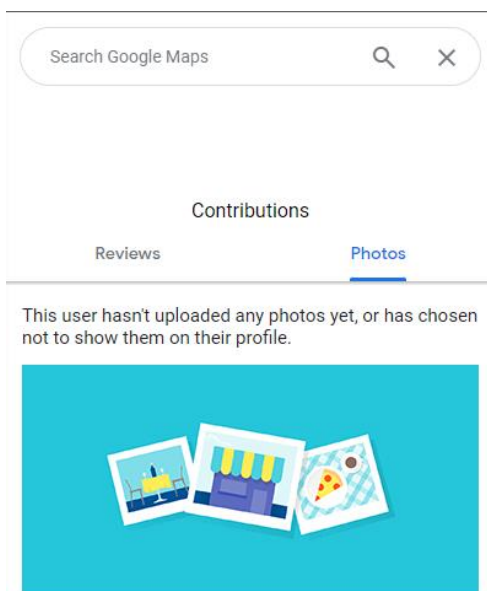 Search Google Maps
Contributions
Reviews
Photos
This user hasn't uploaded any photos yet, or has chosen
not to show them on their profile.